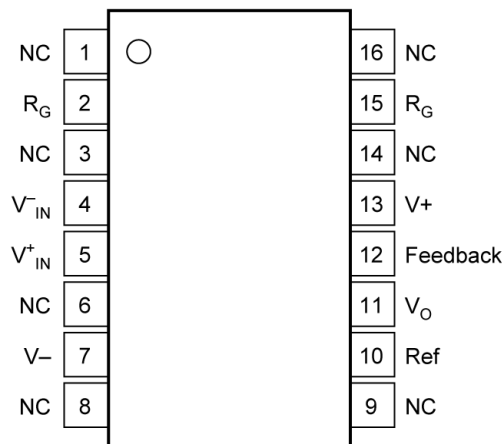 NC 1 16 NC
R_G 2 15 R_G
NC 3 14 NC
V⁻_IN 4 13 V+
V⁺_IN 5 12 Feedback
NC 6 11 V_O
V– 7 10 Ref
NC 8 9 NC